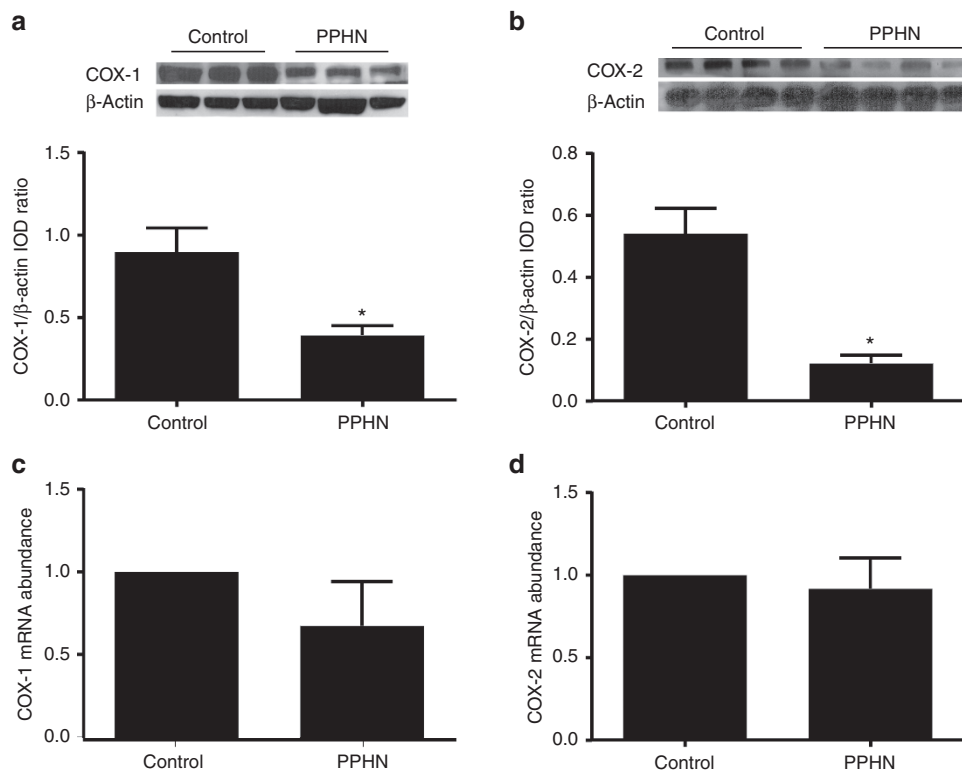 a
Control PPHN
COX-1
β-Actin
1.5
1.0
0.5
0.0
COX-1/β-actin IOD ratio
*
Control PPHN
b
Control PPHN
COX-2
β-Actin
0.8
0.6
0.4
0.2
0.0
COX-2/β-actin IOD ratio
*
Control PPHN
c
1.5
1.0
0.5
0.0
COX-1 mRNA abundance
Control PPHN
d
1.5
1.0
0.5
0.0
COX-2 mRNA abundance
Control PPHN